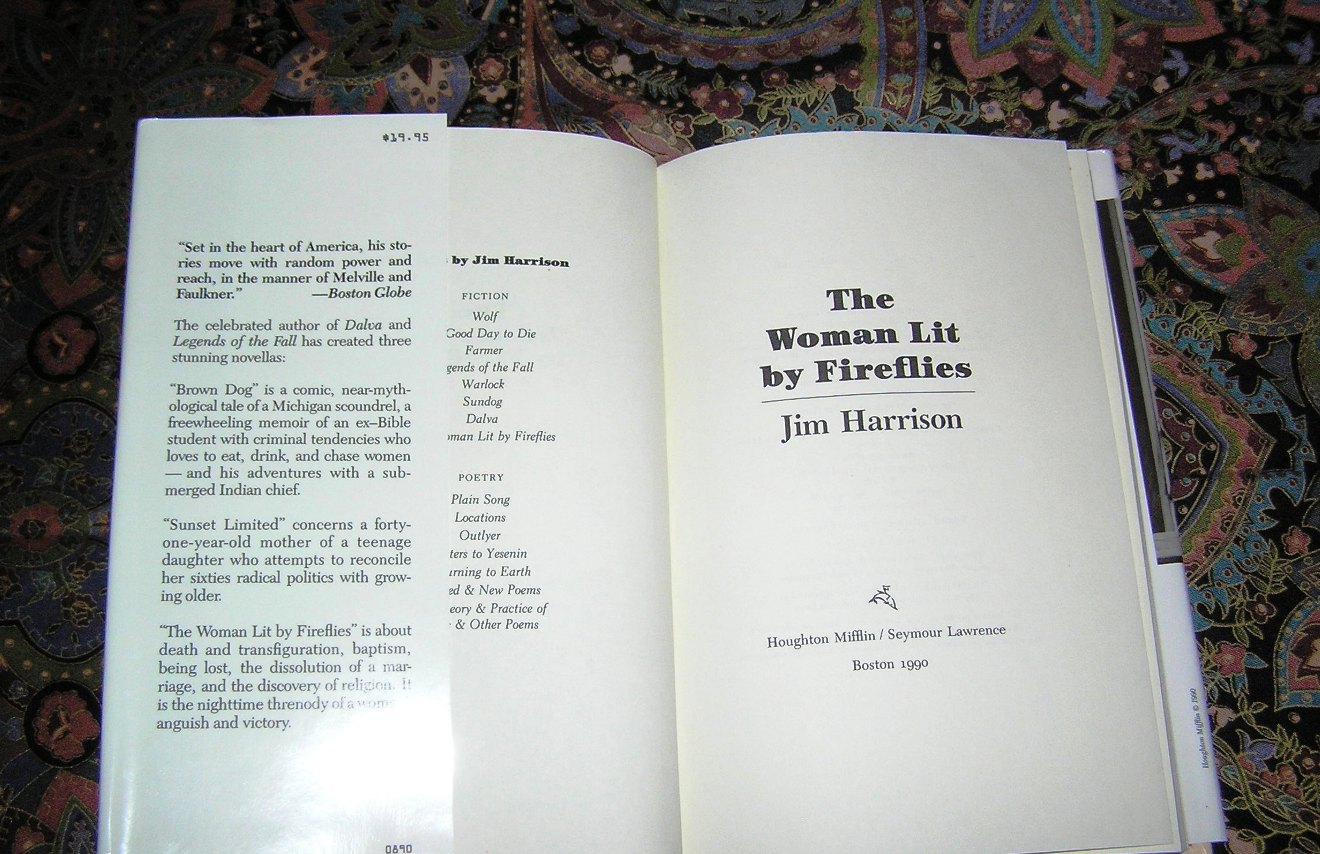 $19.95
“Set in the heart of America, his sto-
ries move with random power and
reach, in the manner of Melville and
Faulkner.” —Boston Globe
The celebrated author of Dalva and
Legends of the Fall has created three
stunning novellas:
“Brown Dog” is a comic, near-myth-
ological tale of a Michigan scoundrel, a
freewheeling memoir of an ex–Bible
student with criminal tendencies who
loves to eat, drink, and chase women
— and his adventures with a sub-
merged Indian chief.
“Sunset Limited” concerns a forty-
one-year-old mother of a teenage
daughter who attempts to reconcile
her sixties radical politics with grow-
ing older.
“The Woman Lit by Fireflies” is about
death and transfiguration, baptism,
being lost, the dissolution of a mar-
riage, and the discovery of religion. It
is the nighttime threnody of a
anguish and victory.
0890
by Jim Harrison
FICTION
Wolf
Good Day to Die
Farmer
gends of the Fall
Warlock
Sundog
Dalva
man Lit by Fireflies
POETRY
Plain Song
Locations
Outlyer
ters to Yesenin
rning to Earth
ed & New Poems
eory & Practice of
& Other Poems
The
Woman Lit
by Fireflies
Jim Harrison
Houghton Mifflin / Seymour Lawrence
Boston 1990
Houghton Mifflin © 1990